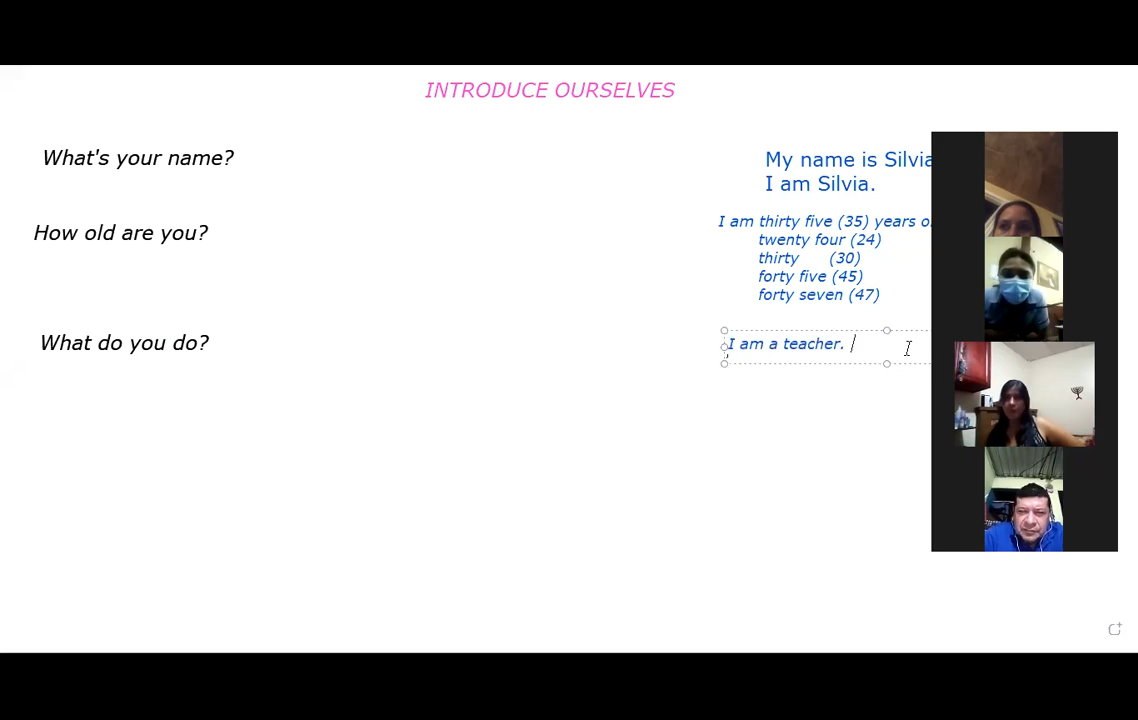 INTRODUCE OURSELVES
What's your name?
My name is Silvia
I am Silvia.
How old are you?
I am thirty five (35) years
twenty four (24)
thirty (30)
forty five (45)
forty seven (47)
What do you do?
I am a teacher.